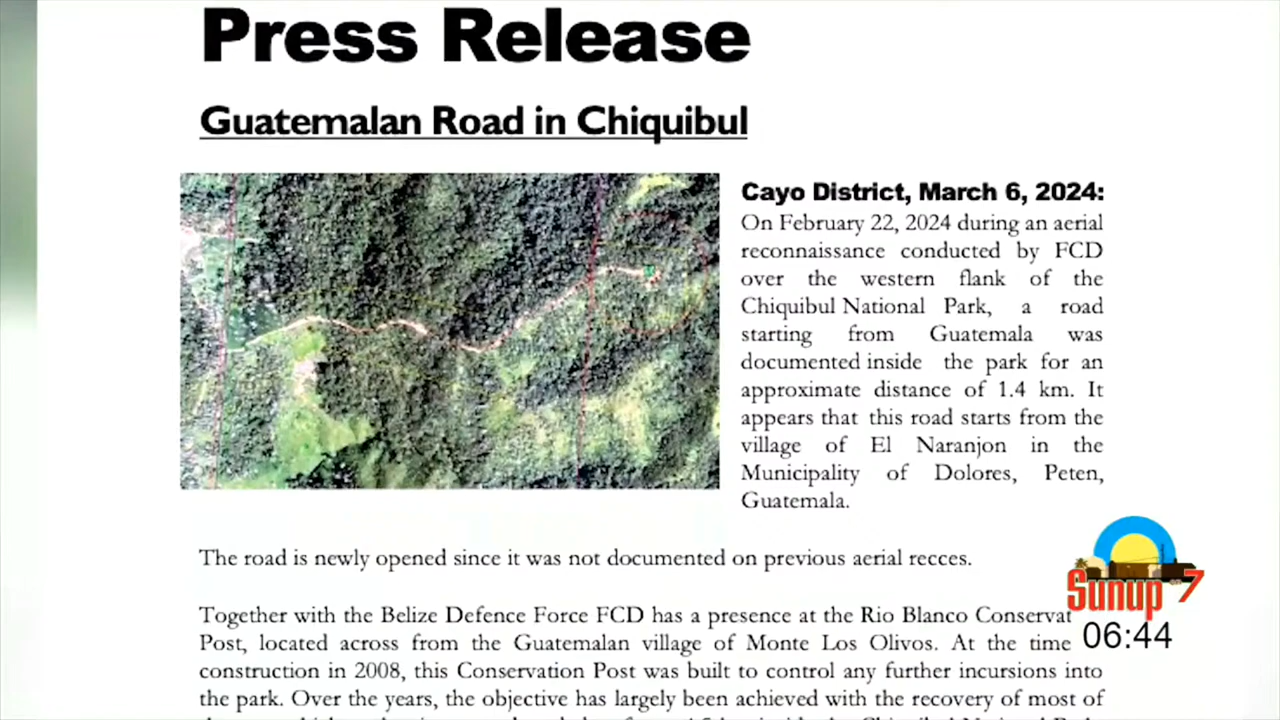 Press Release
Guatemalan Road in Chiquibul
Cayo District, March 6, 2024:
On February 22, 2024 during an aerial
reconnaissance conducted by FCD
over the western flank of the
Chiquibul National Park, a road
starting from Guatemala was
documented inside the park for an
approximate distance of 1.4 km. It
appears that this road starts from the
village of El Naranjon in the
Municipality of Dolores, Peten,
Guatemala.
The road is newly opened since it was not documented on previous aerial recces.
Together with the Belize Defence Force FCD has a presence at the Rio Blanco Conservat
Post, located across from the Guatemalan village of Monte Los Olivos. At the time
construction in 2008, this Conservation Post was built to control any further incursions into
the park. Over the years, the objective has largely been achieved with the recovery of most of
Sunup on 7
06:44